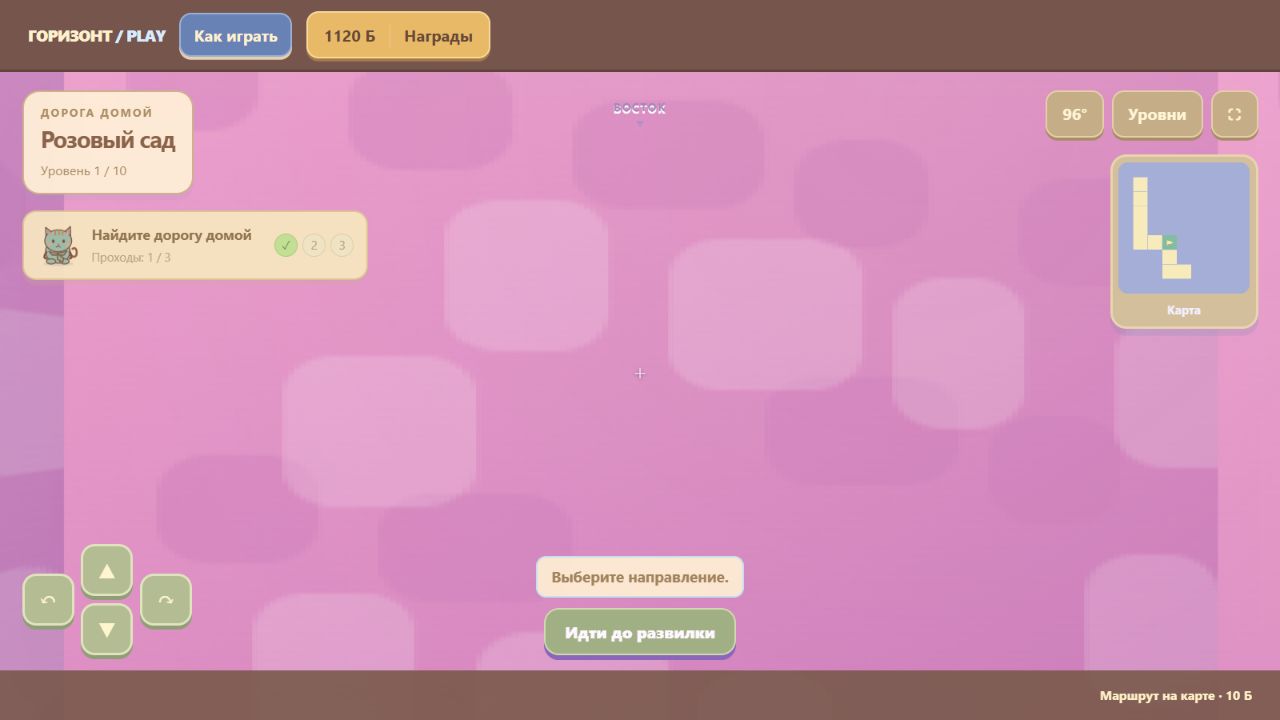 ГОРИЗОНТ / PLAY
Как играть
1120 Б
Награды
ДОРОГА ДОМОЙ
Розовый сад
Уровень 1 / 10
ВОСТОК
96°
Уровни
Найдите дорогу домой
Проходы: 1 / 3
✓ 2 3
Карта
Выберите направление.
Идти до развилки
Маршрут на карте · 10 Б